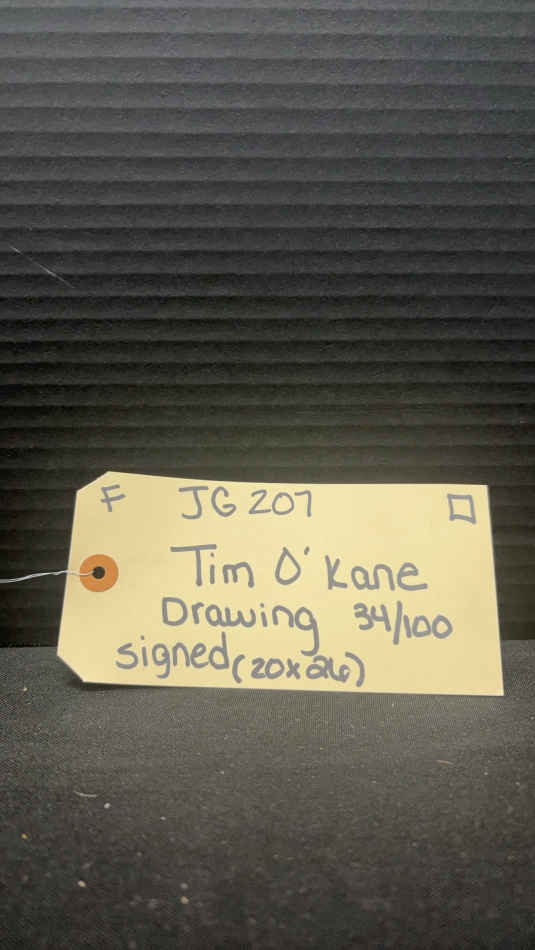 F JG 207
Tim O'Kane
Drawing 34/100
signed (20x26)